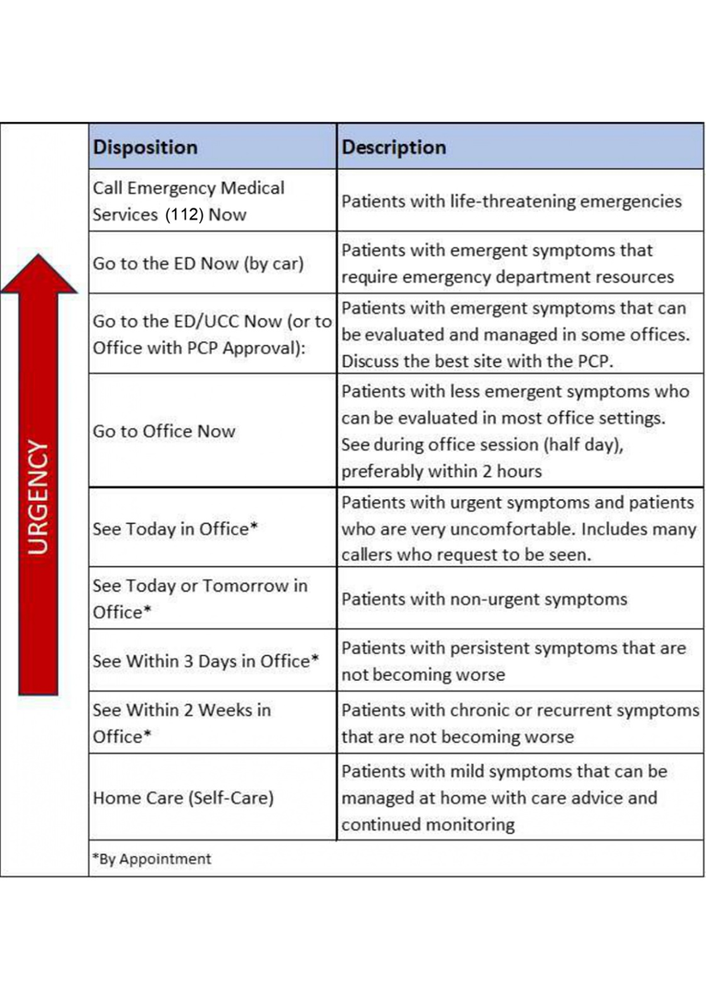 Disposition
Description
Call Emergency Medical
Services (112) Now
Patients with life-threatening emergencies
Go to the ED Now (by car)
Patients with emergent symptoms that
require emergency department resources
Go to the ED/UCC Now (or to
Office with PCP Approval):
Patients with emergent symptoms that can
be evaluated and managed in some offices.
Discuss the best site with the PCP.
Go to Office Now
Patients with less emergent symptoms who
can be evaluated in most office settings.
See during office session (half day),
preferably within 2 hours
See Today in Office*
Patients with urgent symptoms and patients
who are very uncomfortable. Includes many
callers who request to be seen.
See Today or Tomorrow in
Office*
Patients with non-urgent symptoms
See Within 3 Days in Office*
Patients with persistent symptoms that are
not becoming worse
See Within 2 Weeks in
Office*
Patients with chronic or recurrent symptoms
that are not becoming worse
Home Care (Self-Care)
Patients with mild symptoms that can be
managed at home with care advice and
continued monitoring
*By Appointment
URGENCY